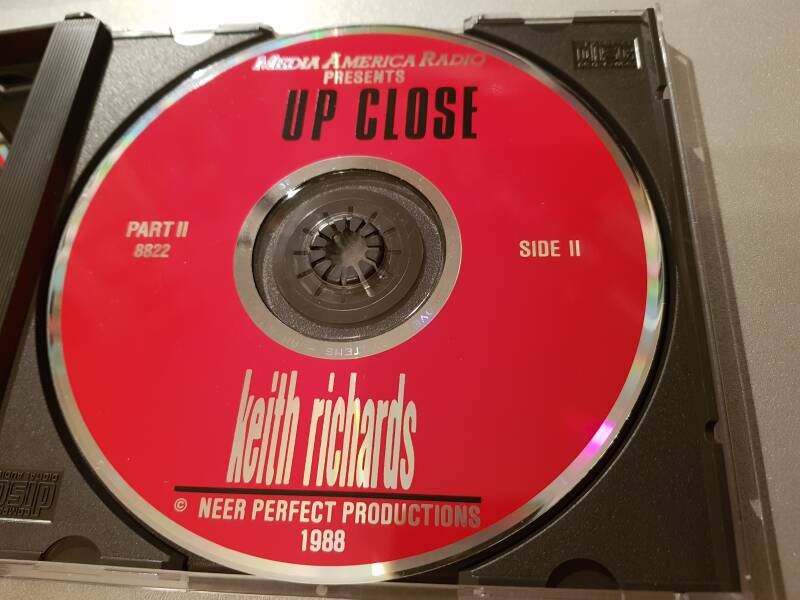 MEDIA AMERICA RADIO
PRESENTS
UP CLOSE
PART II
8822
SIDE II
keith richards
© NEER PERFECT PRODUCTIONS
1988